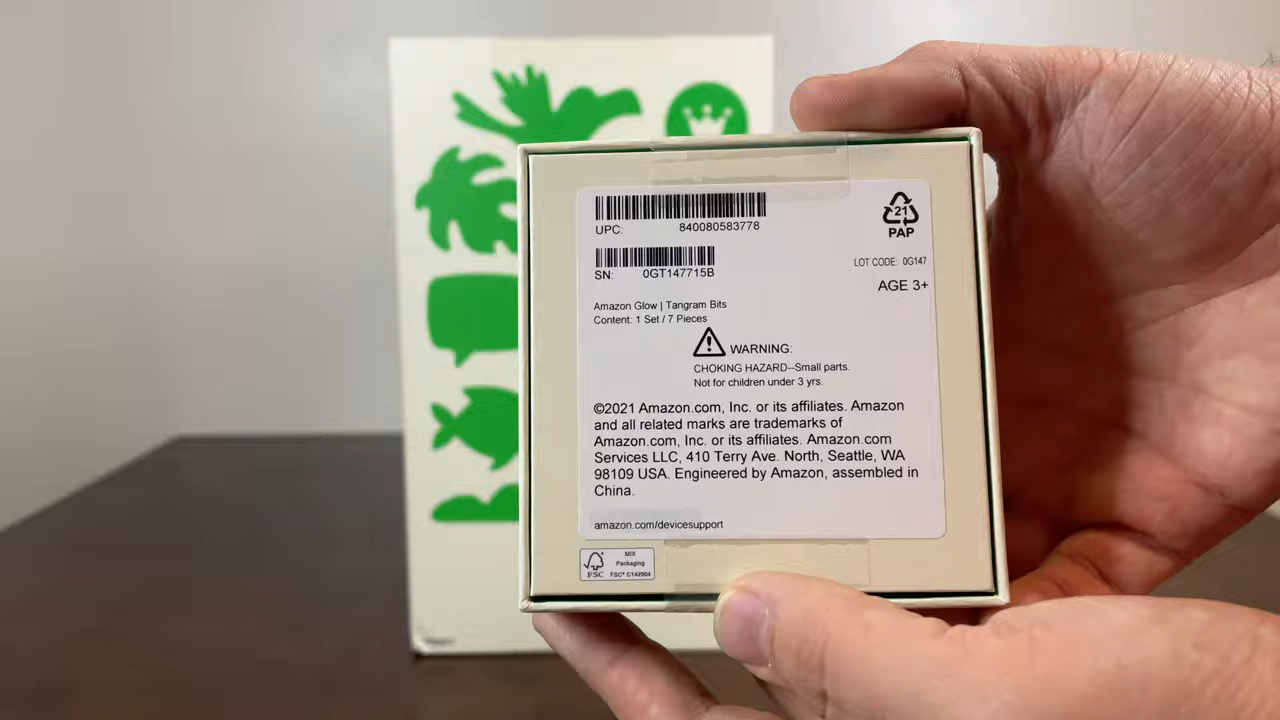 UPC: 840080583778
21
PAP
SN: 0GT147715B
LOT CODE: 0G147
AGE 3+
Amazon Glow | Tangram Bits
Content: 1 Set / 7 Pieces
WARNING:
CHOKING HAZARD--Small parts.
Not for children under 3 yrs.
©2021 Amazon.com, Inc. or its affiliates. Amazon
and all related marks are trademarks of
Amazon.com, Inc. or its affiliates. Amazon.com
Services LLC, 410 Terry Ave. North, Seattle, WA
98109 USA. Engineered by Amazon, assembled in
China.
amazon.com/devicesupport
MIX
Packaging
FSC FSC® C142904